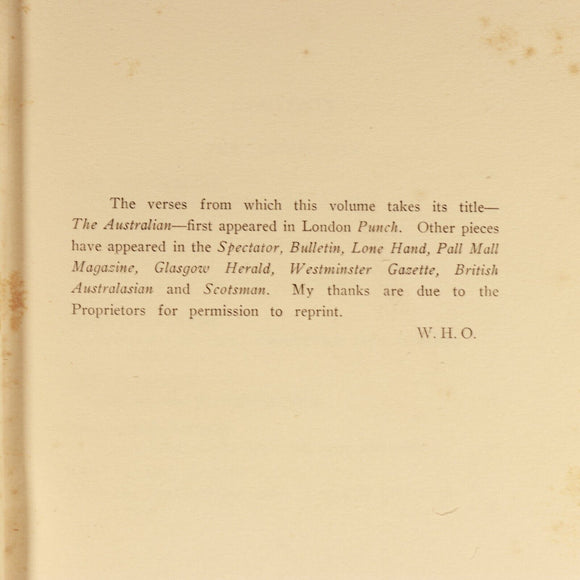 The verses from which this volume takes its title—
The Australian—first appeared in London Punch. Other pieces
have appeared in the Spectator, Bulletin, Lone Hand, Pall Mall
Magazine, Glasgow Herald, Westminster Gazette, British
Australasian and Scotsman. My thanks are due to the
Proprietors for permission to reprint.
W. H. O.